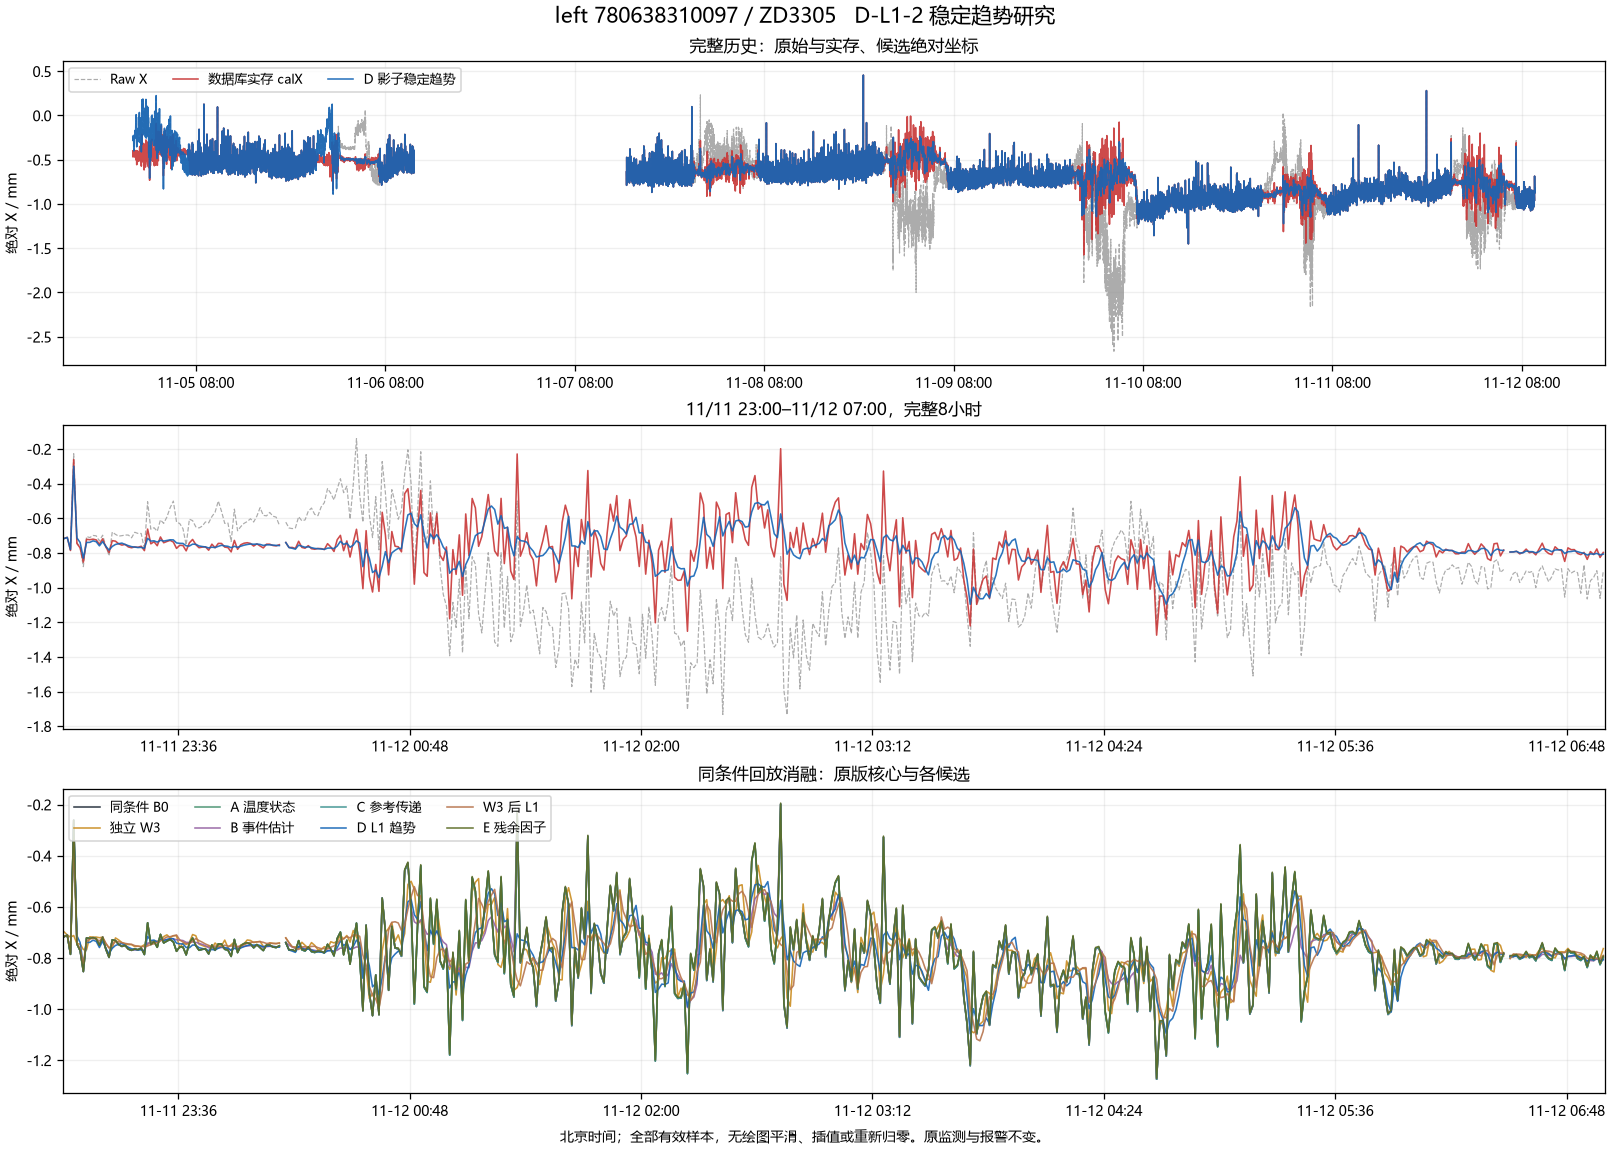 left 780638310097 / ZD3305   D-L1-2 稳定趋势研究
完整历史：原始与实存、候选绝对坐标
Raw X
数据库实存 calX
D 影子稳定趋势
绝对 X / mm
0.5
0.0
-0.5
-1.0
-1.5
-2.0
-2.5
11-05 08:00
11-06 08:00
11-07 08:00
11-08 08:00
11-09 08:00
11-10 08:00
11-11 08:00
11-12 08:00
11/11 23:00–11/12 07:00，完整8小时
绝对 X / mm
-0.2
-0.4
-0.6
-0.8
-1.0
-1.2
-1.4
-1.6
-1.8
11-11 23:36
11-12 00:48
11-12 02:00
11-12 03:12
11-12 04:24
11-12 05:36
11-12 06:48
同条件回放消融：原版核心与各候选
同条件 B0
A 温度状态
C 参考传递
W3 后 L1
独立 W3
B 事件估计
D L1 趋势
E 残余因子
绝对 X / mm
-0.2
-0.4
-0.6
-0.8
-1.0
-1.2
11-11 23:36
11-12 00:48
11-12 02:00
11-12 03:12
11-12 04:24
11-12 05:36
11-12 06:48
北京时间；全部有效样本，无绘图平滑、插值或重新归零。原监测与报警不变。